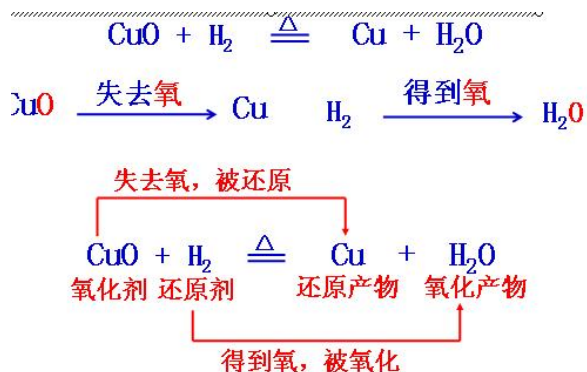 CuO + H₂ ≜ Cu + H₂O
CuO 失去氧 Cu H₂ 得到氧 H₂O
失去氧，被还原
CuO + H₂ ≜ Cu + H₂O
氧化剂 还原剂 还原产物 氧化产物
得到氧，被氧化